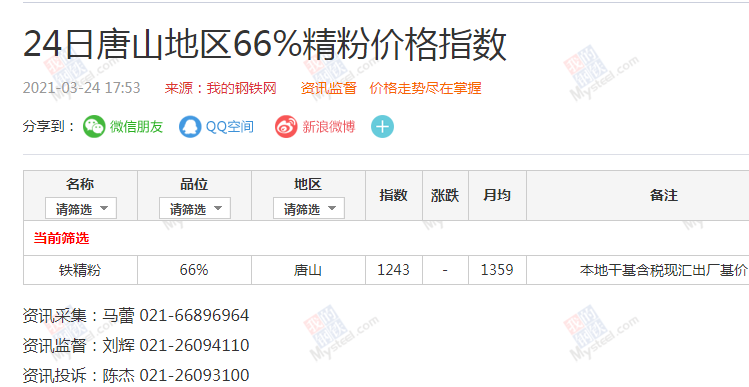 24日唐山地区66%精粉价格指数
2021-03-24 17:53 来源：我的钢铁网 资讯监督 价格走势尽在掌握
分享到： 微信朋友 QQ空间 新浪微博
名称 品位 地区 指数 涨跌 月均 备注
请筛选 请筛选 请筛选
当前筛选
铁精粉 66% 唐山 1243 - 1359 本地干基含税现汇出厂基价
资讯采集：马蕾 021-66896964
资讯监督：刘辉 021-26094110
资讯投诉：陈杰 021-26093100
我的钢铁 Mysteel.com